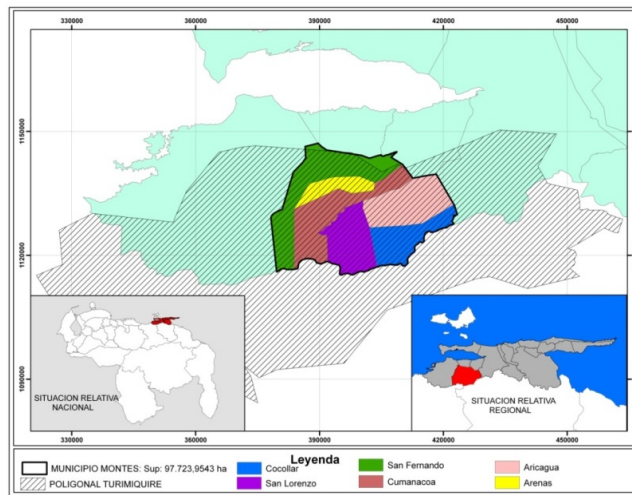 330000 360000 390000 420000 450000
1150000
1120000
1090000
SITUACION RELATIVA
NACIONAL
SITUACION RELATIVA
REGIONAL
330000 360000 390000 420000 450000
Leyenda
MUNICIPIO MONTES: Sup: 97.723,9543 ha
POLIGONAL TURIMIQUIRE
Cocollar
San Lorenzo
San Fernando
Cumanacoa
Aricagua
Arenas